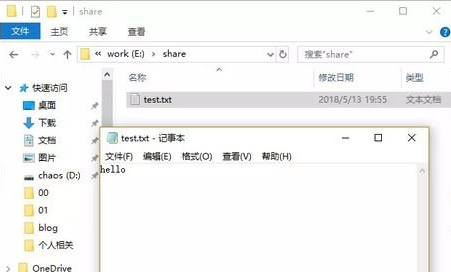 share
文件 主页 共享 查看
work (E:) share 搜索"share"
名称 修改日期 类型
test.txt 2018/5/13 19:55 文本文档
快速访问
桌面
下载
文档
图片
chaos (D:)
00
01
blog
个人相关
OneDrive
test.txt - 记事本
文件(F) 编辑(E) 格式(O) 查看(V) 帮助(H)
hello